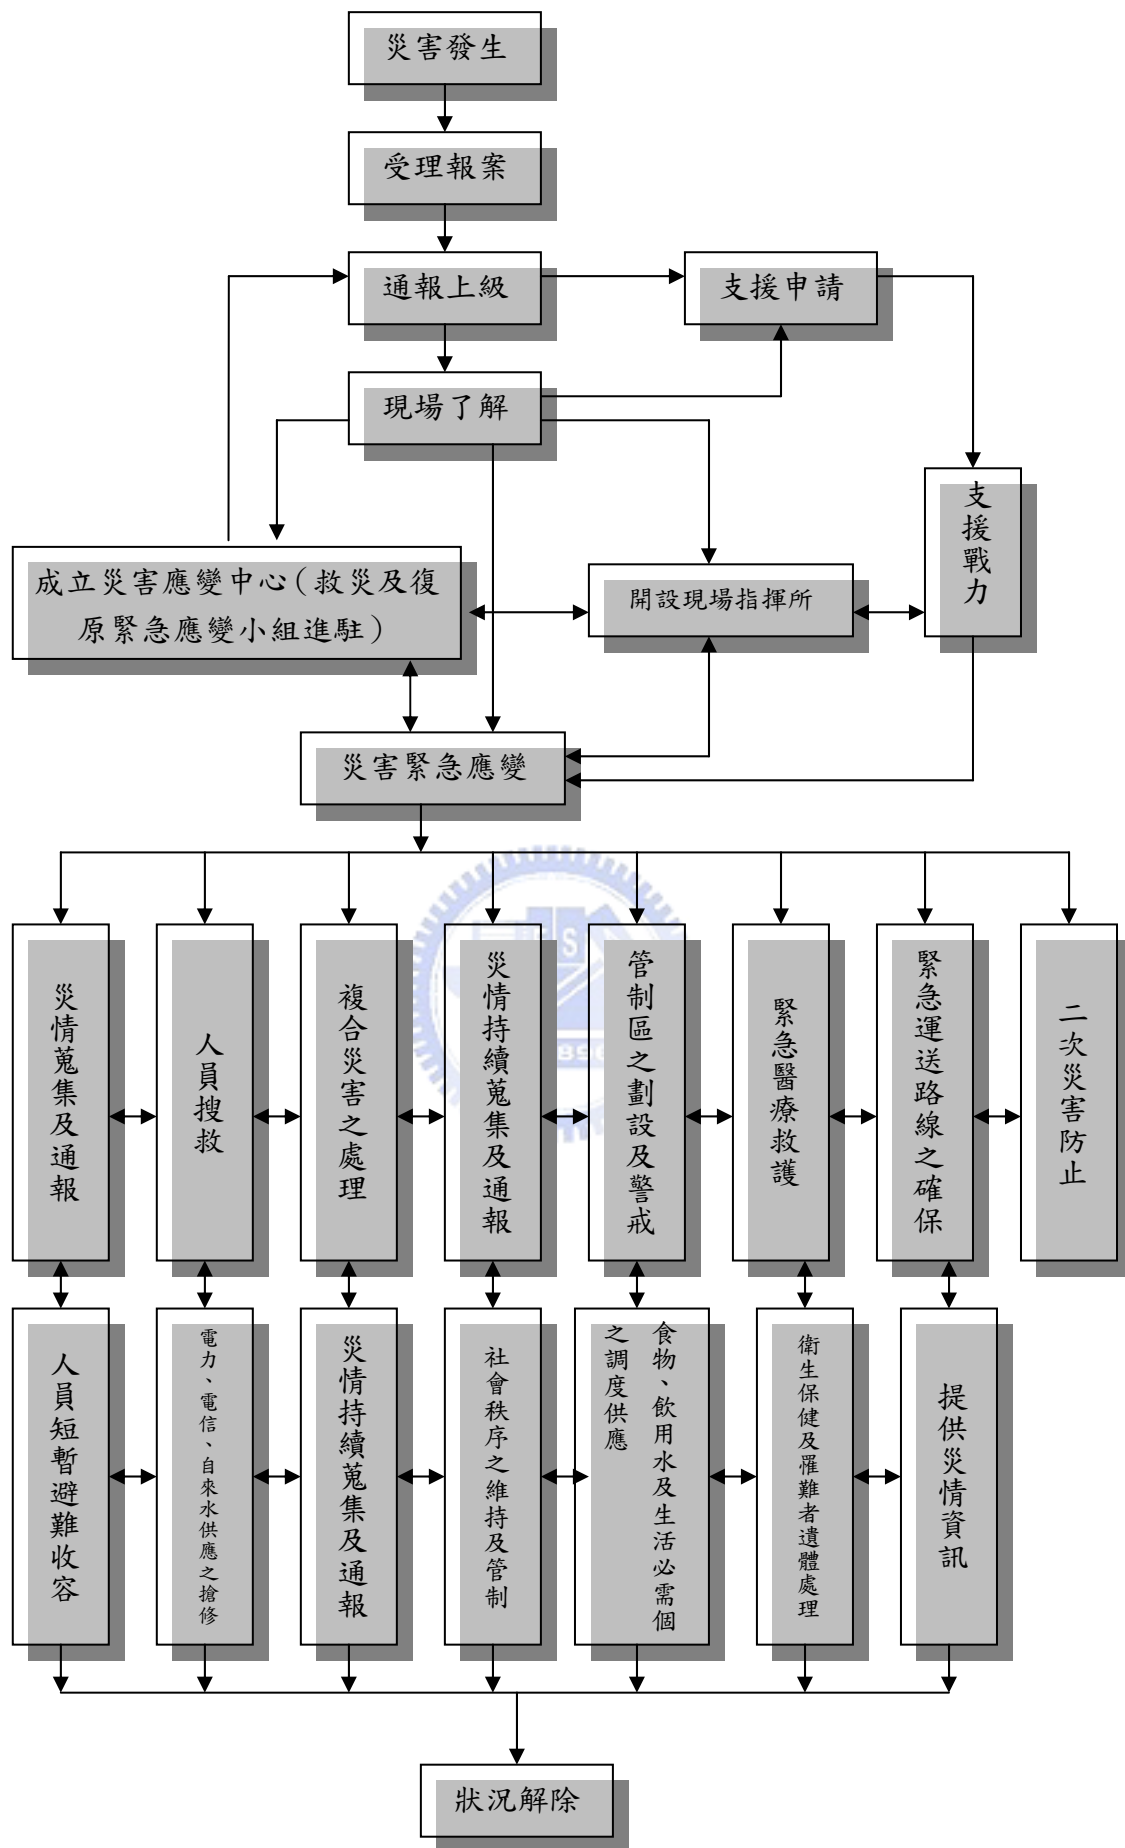 災害發生
受理報案
通報上級
支援申請
現場了解
支援戰力
成立災害應變中心（救災及復
原緊急應變小組進駐）
開設現場指揮所
災害緊急應變
災情蒐集及通報
人員搜救
複合災害之處理
災情持續蒐集及通報
管制區之劃設及警戒
緊急醫療救護
緊急運送路線之確保
二次災害防止
人員短暫避難收容
電力、電信、自來水供應之搶修
災情持續蒐集及通報
社會秩序之維持及管制
食物、飲用水及生活必需個
之調度供應
衛生保健及罹難者遺體處理
提供災情資訊
狀況解除